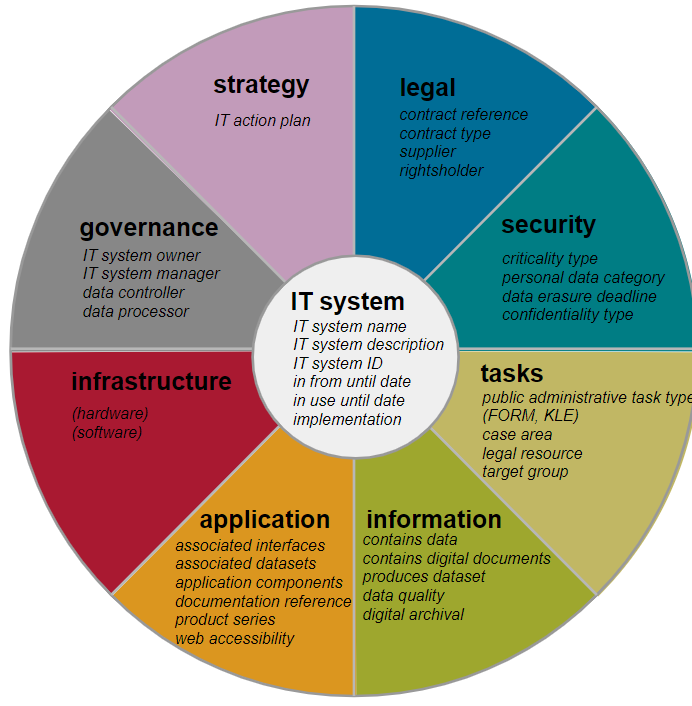 strategy
IT action plan
legal
contract reference
contract type
supplier
rightsholder
security
criticality type
personal data category
data erasure deadline
confidentiality type
tasks
public administrative task type
(FORM, KLE)
case area
legal resource
target group
information
contains data
contains digital documents
produces dataset
data quality
digital archival
application
associated interfaces
associated datasets
application components
documentation reference
product series
web accessibility
infrastructure
(hardware)
(software)
governance
IT system owner
IT system manager
data controller
data processor
IT system
IT system name
IT system description
IT system ID
in from until date
in use until date
implementation